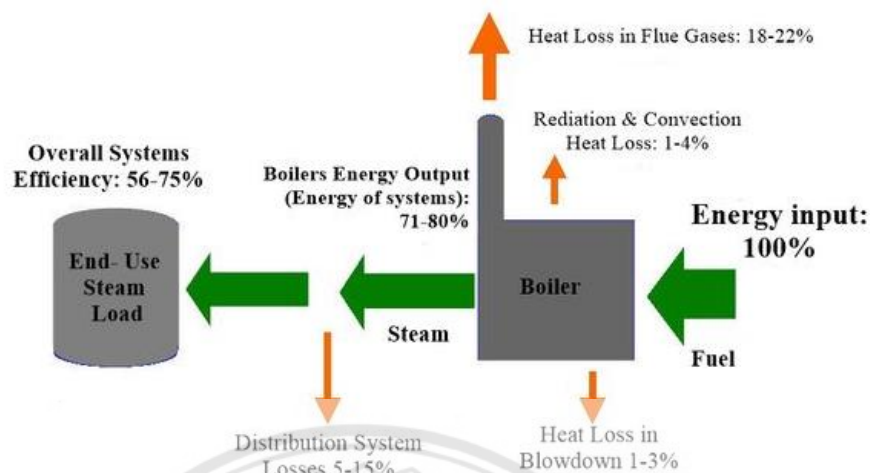 Heat Loss in Flue Gases: 18-22%
Rediation & Convection
Heat Loss: 1-4%
Overall Systems
Efficiency: 56-75%
Boilers Energy Output
(Energy of systems):
71-80%
Energy input:
100%
End- Use
Steam
Load
Boiler
Steam
Fuel
Distribution System
Losses 5-15%
Heat Loss in
Blowdown 1-3%